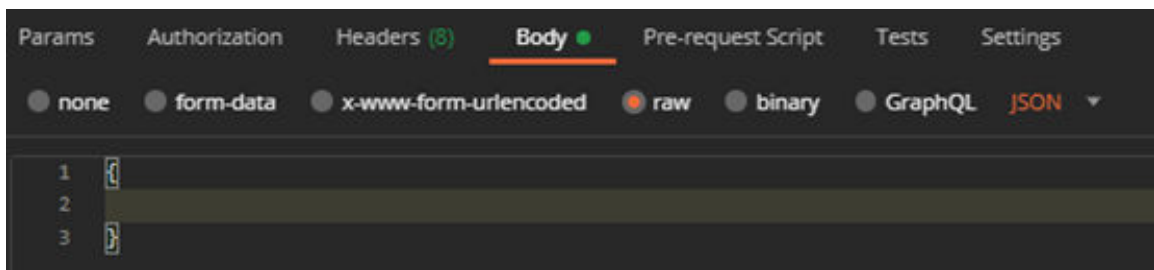 Params Authorization Headers (8) Body Pre-request Script Tests Settings
none form-data x-www-form-urlencoded raw binary GraphQL JSON
1 {
2
3 }